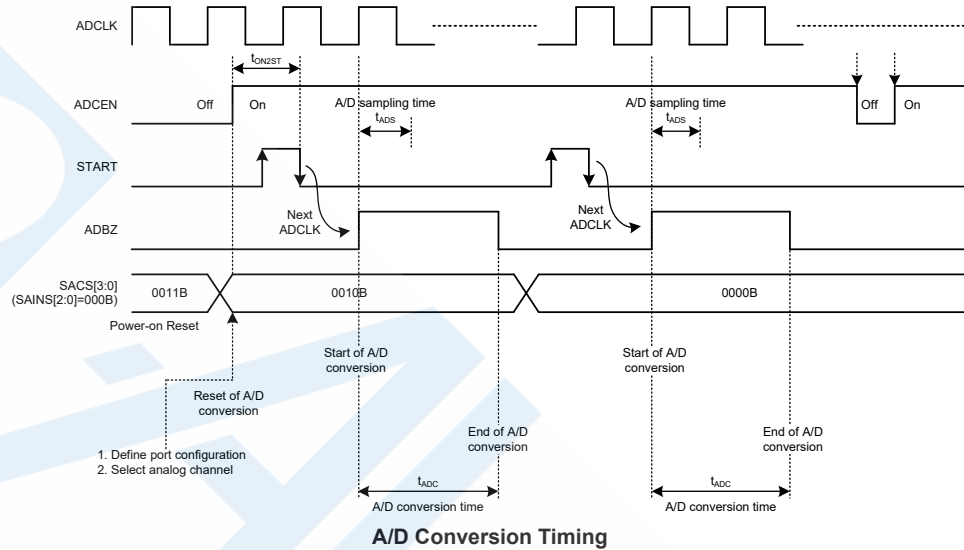 ADCLK
tON2ST
ADCEN
Off
On
A/D sampling time
tADS
A/D sampling time
tADS
Off
On
START
Next
ADCLK
Next
ADCLK
ADBZ
SACS[3:0]
(SAINS[2:0]=000B)
0011B
0010B
0000B
Power-on Reset
Start of A/D
conversion
Start of A/D
conversion
Reset of A/D
conversion
End of A/D
conversion
End of A/D
conversion
1. Define port configuration
2. Select analog channel
tADC
A/D conversion time
tADC
A/D conversion time
A/D Conversion Timing